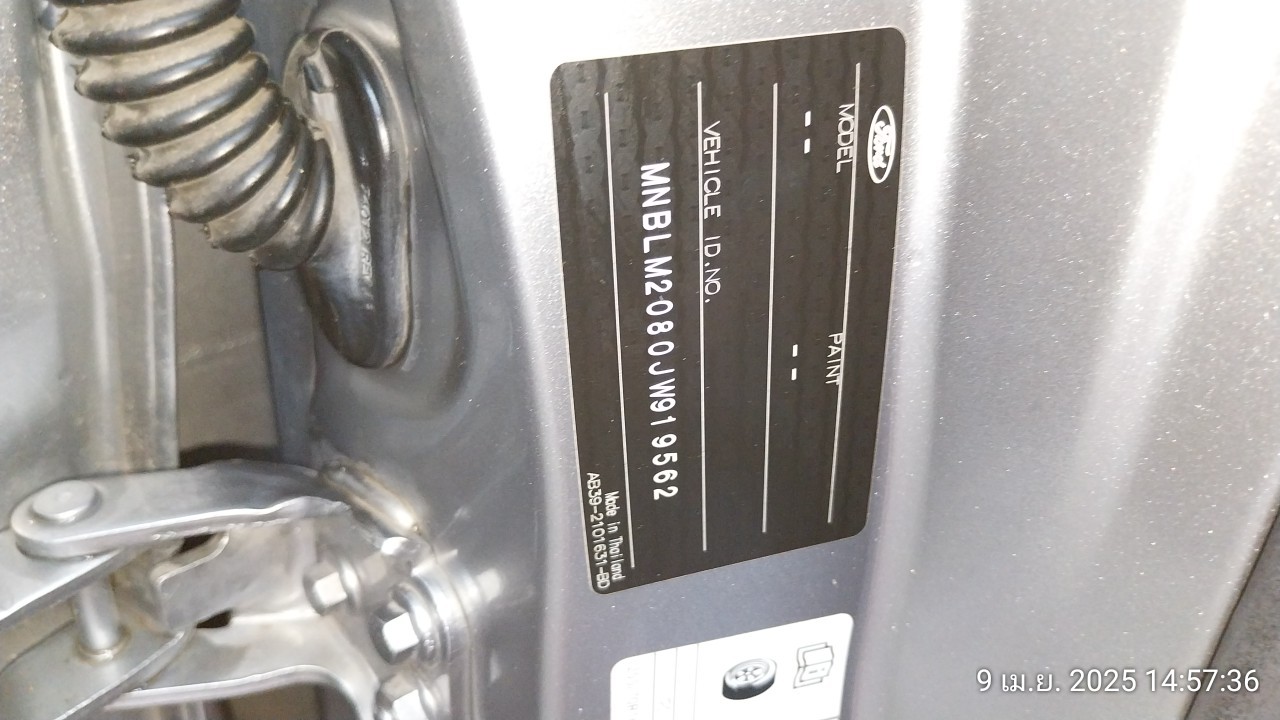 Ford
MODEL PAINT
-- --
VEHICLE ID.NO.
MNBLM2080JW919562
Made in Thailand
AB39-2101631-BD
9 เม.ย. 2025 14:57:36